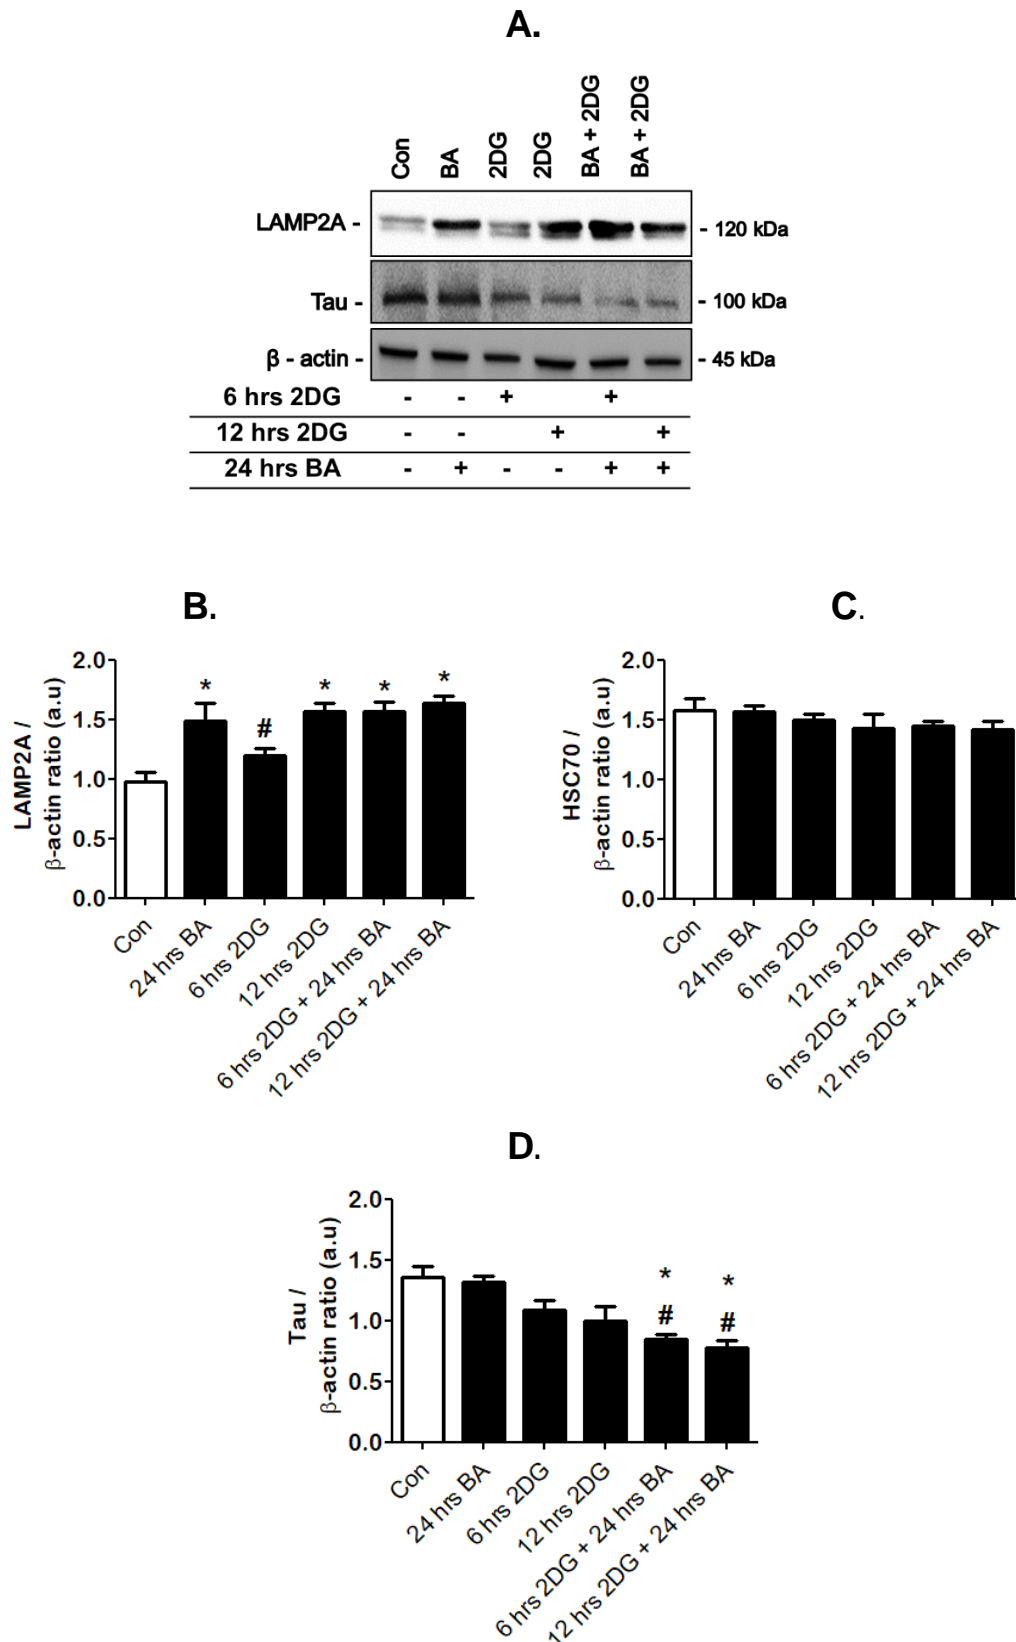 A.
Con BA 2DG 2DG BA + 2DG BA + 2DG
LAMP2A - - 120 kDa
Tau - - 100 kDa
β - actin - - 45 kDa
6 hrs 2DG - - + +
12 hrs 2DG - - + +
24 hrs BA - + - - + +
B.
LAMP2A /
β-actin ratio (a.u)
2.0
1.5
1.0
0.5
0.0
* # * * *
Con
24 hrs BA
6 hrs 2DG
12 hrs 2DG
6 hrs 2DG + 24 hrs BA
12 hrs 2DG + 24 hrs BA
C.
HSC70 /
β-actin ratio (a.u)
2.0
1.5
1.0
0.5
0.0
Con
24 hrs BA
6 hrs 2DG
12 hrs 2DG
6 hrs 2DG + 24 hrs BA
12 hrs 2DG + 24 hrs BA
D.
Tau /
β-actin ratio (a.u)
2.0
1.5
1.0
0.5
0.0
* *
# #
Con
24 hrs BA
6 hrs 2DG
12 hrs 2DG
6 hrs 2DG + 24 hrs BA
12 hrs 2DG + 24 hrs BA